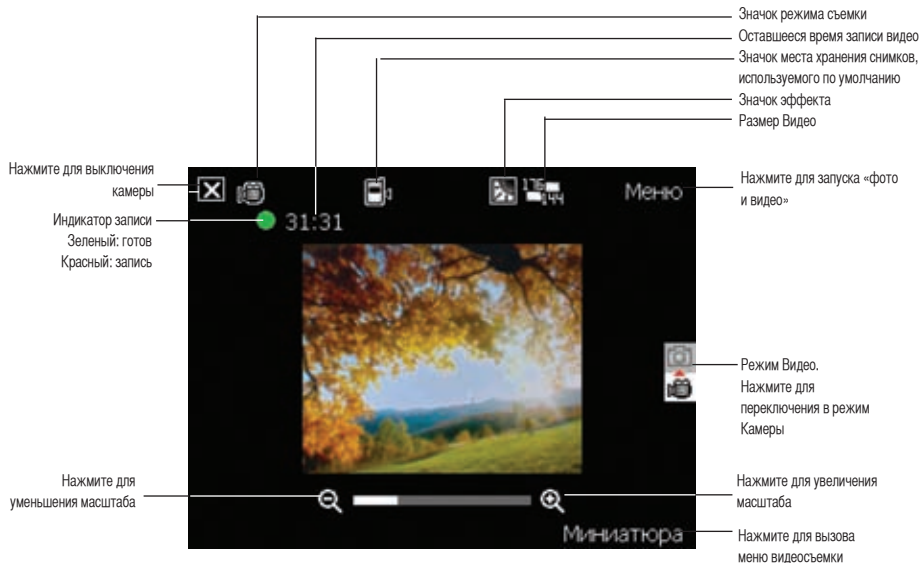 Значок режима съемки
Оставшееся время записи видео
Значок места хранения снимков,
используемого по умолчанию
Значок эффекта
Размер Видео
Нажмите для выключения
камеры
Индикатор записи
Зеленый: готов
Красный: запись
176
144
Меню
31:31
Нажмите для запуска «фото
и видео»
Режим Видео.
Нажмите для
переключения в режим
Камеры
Нажмите для
уменьшения масштаба
Нажмите для увеличения
масштаба
Миниатюра
Нажмите для вызова
меню видеосъемки